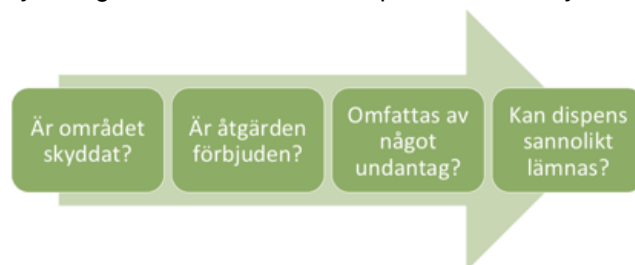 Är området
skyddat?
Är åtgärden
förbjuden?
Omfattas av
något
undantag?
Kan dispens
sannolikt
lämnas?